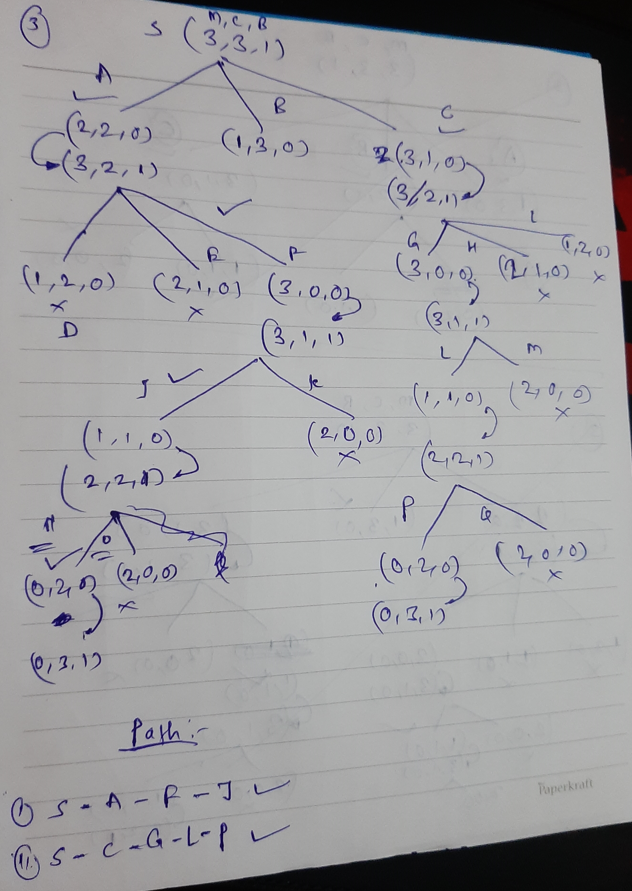 ③
M, C, B
S (3,3,1)
A B C
(2,2,0) (1,3,0) (3,1,0)
(3,2,1) (3,2,1)
E F G H I
(1,2,0) (2,1,0) (3,0,0) (3,0,0) (2,1,0) (1,2,0)
x x x x
D
(3,1,1) (3,1,1)
J K L M
(1,1,0) (2,0,0) (1,1,0) (2,0,0)
x x
(2,2,1) (2,2,1)
N O P Q
(0,2,0) (2,0,0) (0,2,0) (2,0,0)
x x
(0,3,1) (0,3,1)
Path :-
① S - A - F - J ✓
ii. S - C - G - L - P ✓
Paperkraft